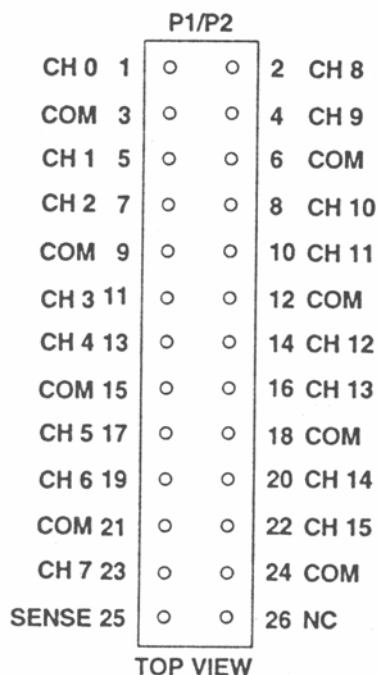 P1/P2
CH 0 1 2 CH 8
COM 3 4 CH 9
CH 1 5 6 COM
CH 2 7 8 CH 10
COM 9 10 CH 11
CH 3 11 12 COM
CH 4 13 14 CH 12
COM 15 16 CH 13
CH 5 17 18 COM
CH 6 19 20 CH 14
COM 21 22 CH 15
CH 7 23 24 COM
SENSE 25 26 NC
TOP VIEW